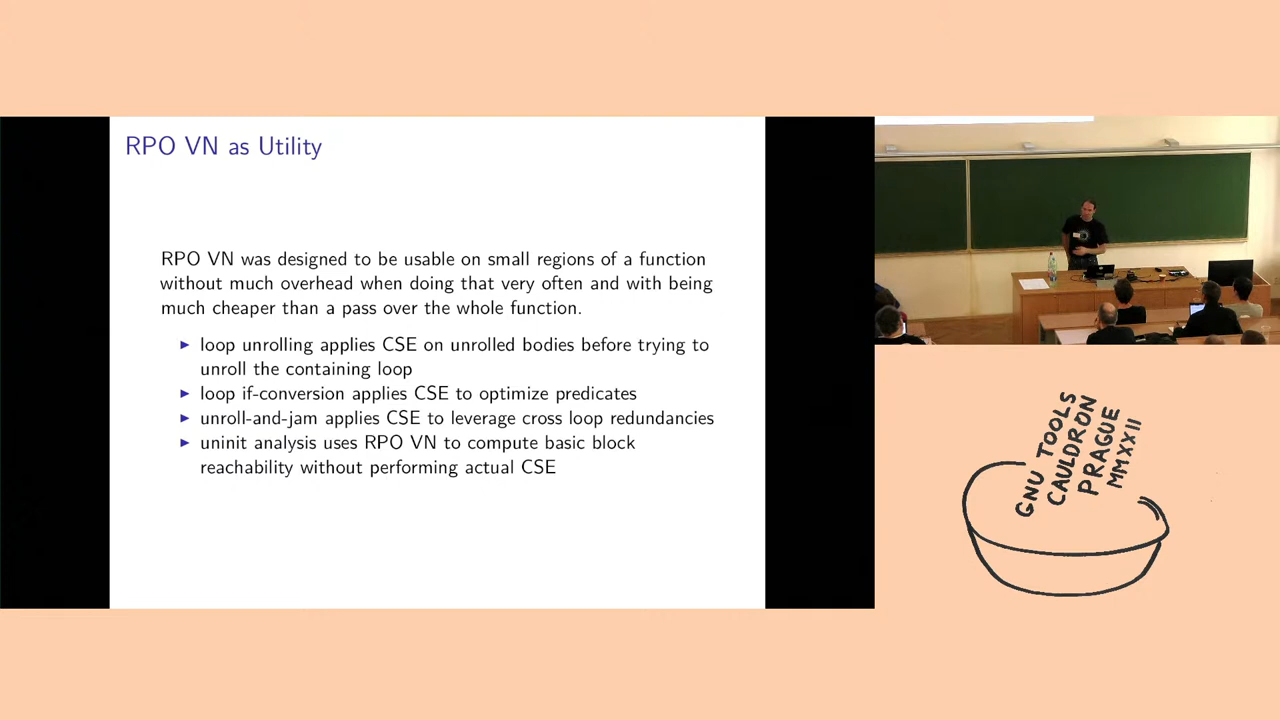 RPO VN as Utility
RPO VN was designed to be usable on small regions of a function
without much overhead when doing that very often and with being
much cheaper than a pass over the whole function.
▶ loop unrolling applies CSE on unrolled bodies before trying to
unroll the containing loop
▶ loop if-conversion applies CSE to optimize predicates
▶ unroll-and-jam applies CSE to leverage cross loop redundancies
▶ uninit analysis uses RPO VN to compute basic block
reachability without performing actual CSE
GNU TOOLS
CAULDRON
PRAGUE
MMXXII